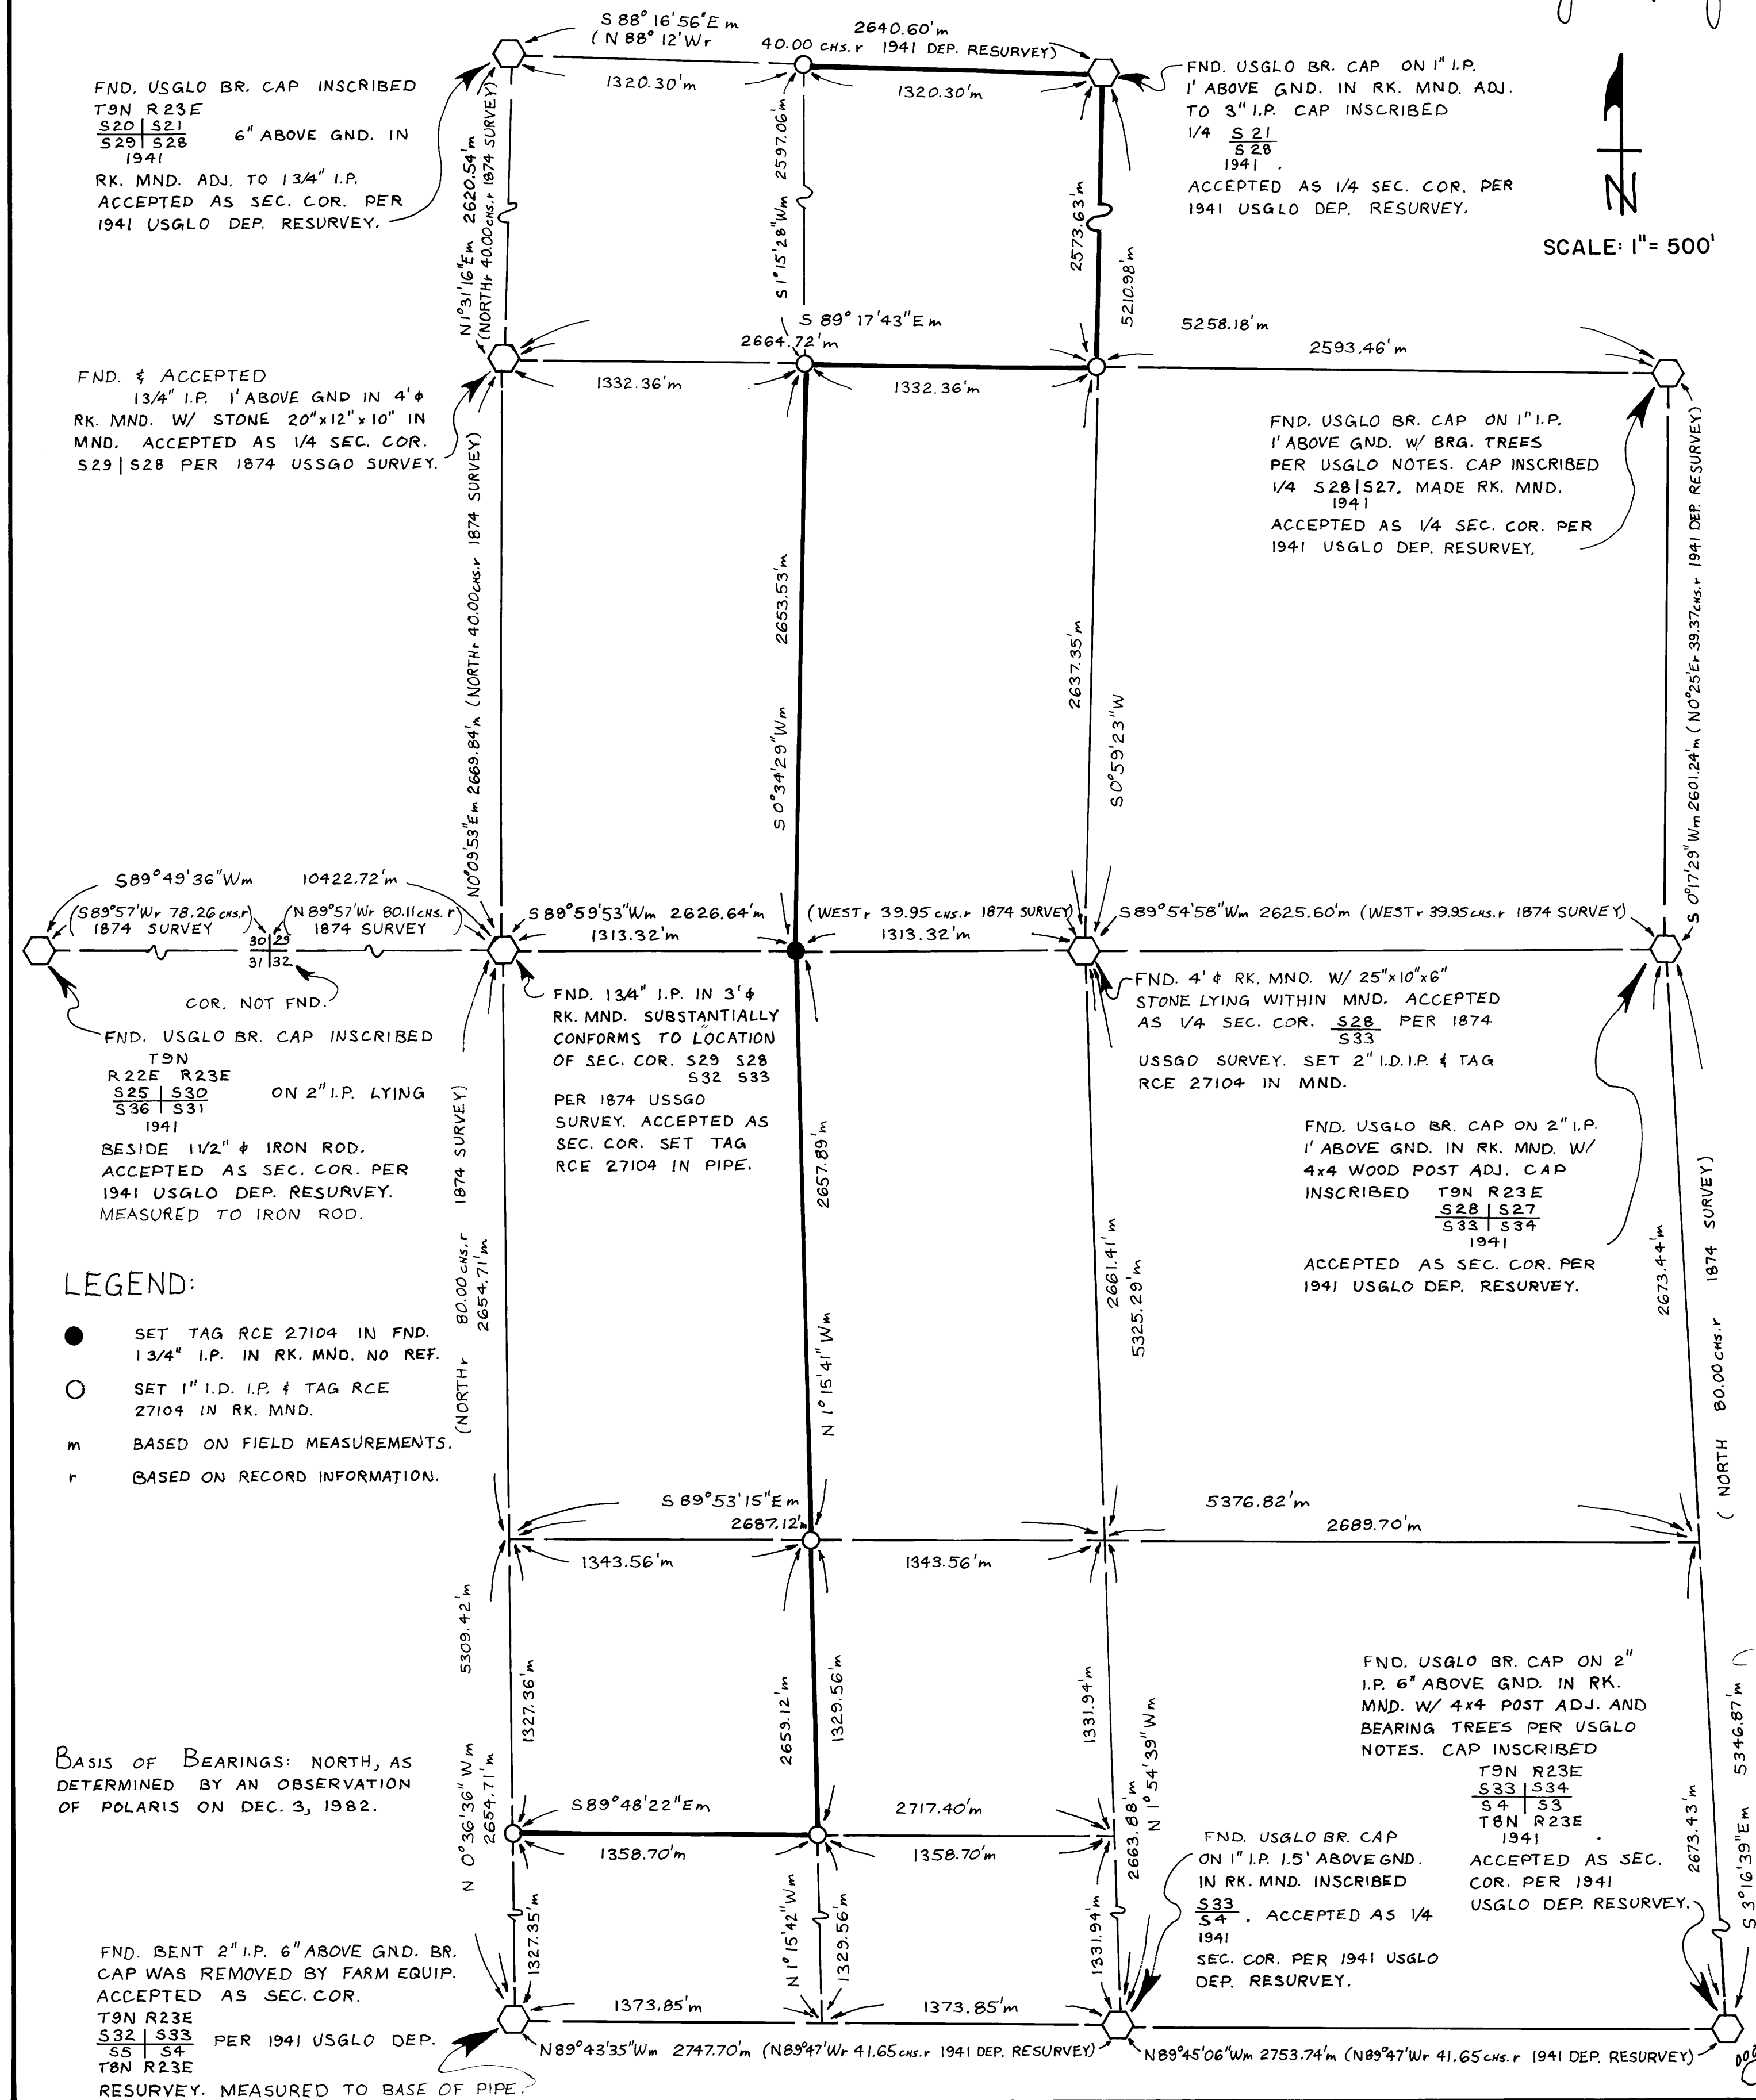 S 88° 16' 56" E m
2640.60' m
( N 88° 12' W r
40.00 CHS. r 1941 DEP. RESURVEY)
1320.30' m
1320.30' m
FND. USGLO BR. CAP INSCRIBED
T9N R23E
S20 | S21
S29 | S28
6" ABOVE GND. IN
1941
RK. MND. ADJ. TO 1 3/4" I.P.
ACCEPTED AS SEC. COR. PER
1941 USGLO DEP. RESURVEY.
FND. USGLO BR. CAP ON 1" I.P.
1' ABOVE GND. IN RK. MND. ADJ.
TO 3" I.P. CAP INSCRIBED
1/4 S 21
S 28
1941 .
ACCEPTED AS 1/4 SEC. COR. PER
1941 USGLO DEP. RESURVEY.
N
SCALE: 1" = 500'
N 1° 31' 16" E m 2620.54' m
(NORTH r 40.00 CHS. r 1874 SURVEY)
S 1° 15' 28" W m 2597.06' m
2573.63' m
5210.98' m
S 89° 17' 43" E m
2664.72' m
5258.18' m
2593.46' m
1332.36' m
1332.36' m
FND. & ACCEPTED
1 3/4" I.P. 1' ABOVE GND IN 4' ϕ
RK. MND. W/ STONE 20" x 12" x 10" IN
MND. ACCEPTED AS 1/4 SEC. COR.
S29 | S28 PER 1874 USSGO SURVEY.
FND. USGLO BR. CAP ON 1" I.P.
1' ABOVE GND. W/ BRG. TREES
PER USGLO NOTES. CAP INSCRIBED
1/4 S28 | S27. MADE RK. MND.
1941
ACCEPTED AS 1/4 SEC. COR. PER
1941 USGLO DEP. RESURVEY.
N 0° 09' 53" E m 2669.84' m (NORTH r 40.00 CHS. r 1874 SURVEY)
2653.53' m
S 0° 34' 29" W m
2637.35' m
S 0° 59' 23" W
S 0° 17' 29" W m 2601.24' m (N 0° 25' E r 39.37 CHS. r 1941 DEP. RESURVEY)
S 89° 49' 36" W m 10422.72' m
(S 89° 57' W r 78.26 CHS. r)
1874 SURVEY
(N 89° 57' W r 80.11 CHS. r)
1874 SURVEY
30 | 29
31 | 32
S 89° 59' 53" W m 2626.64' m (WEST r 39.95 CHS. r 1874 SURVEY)
1313.32' m
1313.32' m
S 89° 54' 58" W m 2625.60' m (WEST r 39.95 CHS. r 1874 SURVEY)
COR. NOT FND.
FND. USGLO BR. CAP INSCRIBED
T9N
R22E R23E
S25 | S30
S36 | S31
ON 2" I.P. LYING
1941
BESIDE 1 1/2" ϕ IRON ROD.
ACCEPTED AS SEC. COR. PER
1941 USGLO DEP. RESURVEY.
MEASURED TO IRON ROD.
FND. 1 3/4" I.P. IN 3' ϕ
RK. MND. SUBSTANTIALLY
CONFORMS TO LOCATION
OF SEC. COR. S29 S28
S32 S33
PER 1874 USSGO
SURVEY. ACCEPTED AS
SEC. COR. SET TAG
RCE 27104 IN PIPE.
FND. 4' ϕ RK. MND. W/ 25" x 10" x 6"
STONE LYING WITHIN MND. ACCEPTED
AS 1/4 SEC. COR. S28 PER 1874
S33
USSGO SURVEY. SET 2" I.D. I.P. & TAG
RCE 27104 IN MND.
FND. USGLO BR. CAP ON 2" I.P.
1' ABOVE GND. IN RK. MND. W/
4x4 WOOD POST ADJ. CAP
INSCRIBED T9N R23E
S28 | S27
S33 | S34
1941
ACCEPTED AS SEC. COR. PER
1941 USGLO DEP. RESURVEY.
LEGEND:
SET TAG RCE 27104 IN FND.
1 3/4" I.P. IN RK. MND. NO REF.
SET 1" I.D. I.P. & TAG RCE
27104 IN RK. MND.
m BASED ON FIELD MEASUREMENTS.
r BASED ON RECORD INFORMATION.
(NORTH r 80.00 CHS. r 1874 SURVEY)
2654.71' m
2657.89' m
N 1° 15' 41" W m
2661.41' m
5325.29' m
2673.44' m
( NORTH 80.00 CHS. r 1874 SURVEY)
S 89° 53' 15" E m
2687.12' m
5376.82' m
2689.70' m
1343.56' m
1343.56' m
5309.42' m
1327.36' m
2659.12' m
1329.56' m
1331.94' m
N 0° 36' 36" W m
2654.71' m
2663.88' m
N 1° 54' 39" W m
2673.43' m
S 3° 16' 39" E m 5346.87' m
BASIS OF BEARINGS: NORTH, AS
DETERMINED BY AN OBSERVATION
OF POLARIS ON DEC. 3, 1982.
S 89° 48' 22" E m
2717.40' m
1358.70' m
1358.70' m
FND. USGLO BR. CAP ON 2"
I.P. 6" ABOVE GND. IN RK.
MND. W/ 4x4 POST ADJ. AND
BEARING TREES PER USGLO
NOTES. CAP INSCRIBED
T9N R23E
S33 | S34
S4 | S3
T8N R23E
1941 .
ACCEPTED AS SEC.
COR. PER 1941
USGLO DEP. RESURVEY.
FND. USGLO BR. CAP
ON 1" I.P. 1.5' ABOVE GND.
IN RK. MND. INSCRIBED
S33
S4 . ACCEPTED AS 1/4
1941
SEC. COR. PER 1941 USGLO
DEP. RESURVEY.
1327.35' m
N 1° 15' 42" W m
1329.56' m
1331.94' m
FND. BENT 2" I.P. 6" ABOVE GND. BR.
CAP WAS REMOVED BY FARM EQUIP.
ACCEPTED AS SEC. COR.
T9N R23E
S32 | S33
S5 | S4
PER 1941 USGLO DEP.
T8N R23E
RESURVEY. MEASURED TO BASE OF PIPE.
1373.85' m
1373.85' m
N 89° 43' 35" W m 2747.70' m (N 89° 47' W r 41.65 CHS. r 1941 DEP. RESURVEY)
N 89° 45' 06" W m 2753.74' m (N 89° 47' W r 41.65 CHS. r 1941 DEP. RESURVEY)